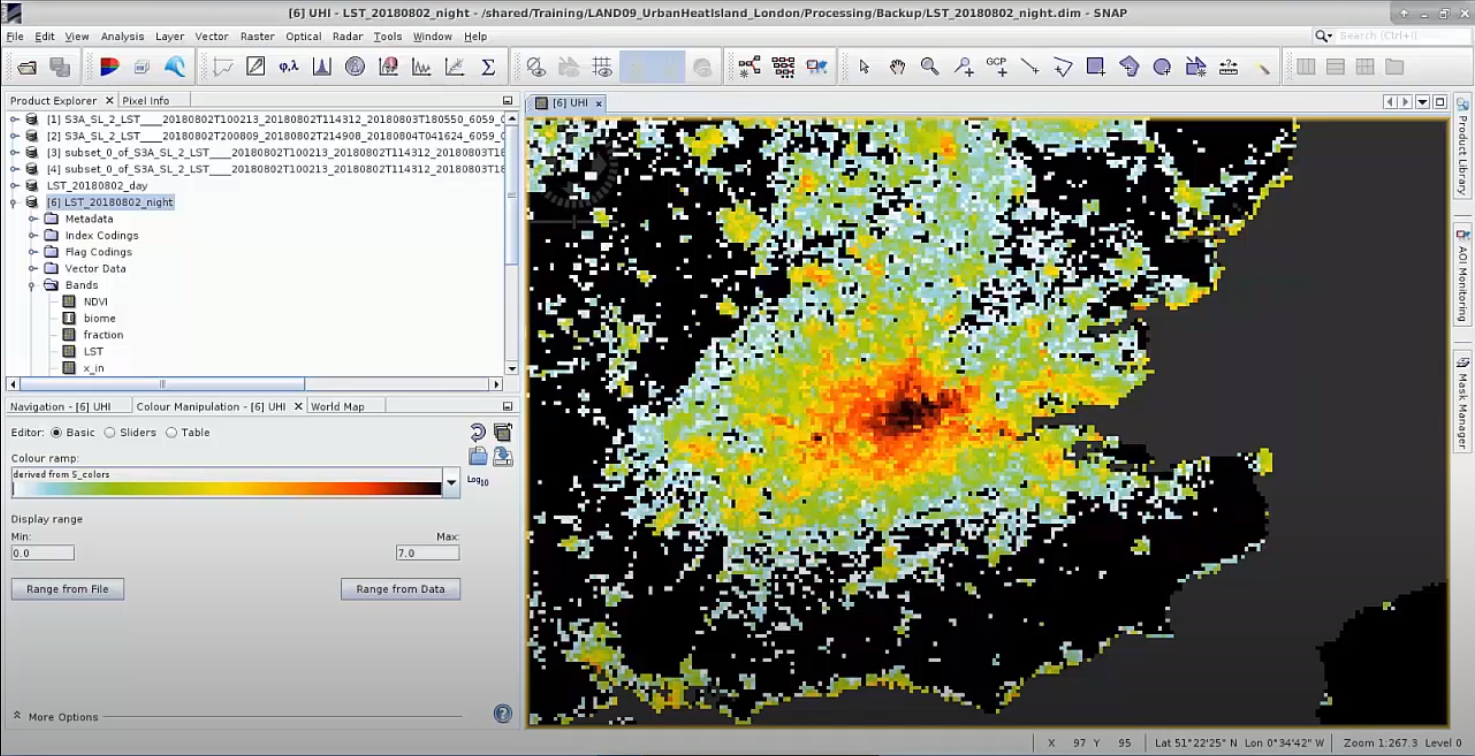 [6] UHI - LST_20180802_night - /shared/Training/LAND09_UrbanHeatIsland_London/Processing/Backup/LST_20180802_night.dim - SNAP
File Edit View Analysis Layer Vector Raster Optical Radar Tools Window Help
Search (Ctrl+I)
φ,λ
Σ
GCP
Product Explorer Pixel Info
[6] UHI
[1] S3A_SL_2_LST____20180802T100213_20180802T114312_20180803T180550_6059_0
[2] S3A_SL_2_LST____20180802T200809_20180802T214908_20180804T041624_6059_0
[3] subset_0_of_S3A_SL_2_LST____20180802T100213_20180802T114312_20180803T18
[4] subset_0_of_S3A_SL_2_LST____20180802T100213_20180802T114312_20180803T18
LST_20180802_day
[6] LST_20180802_night
Metadata
Index Codings
Flag Codings
Vector Data
Bands
NDVI
biome
fraction
LST
x_in
Navigation - [6] UHI Colour Manipulation - [6] UHI World Map
Editor: Basic Sliders Table
Colour ramp:
derived from 5_colors
Log10
Display range
Min: Max:
0.0 7.0
Range from File Range from Data
More Options
Product Library
AOI Monitoring
Mask Manager
X 97 Y 95 Lat 51°22'25" N Lon 0°34'42" W Zoom 1:267.3 Level 0